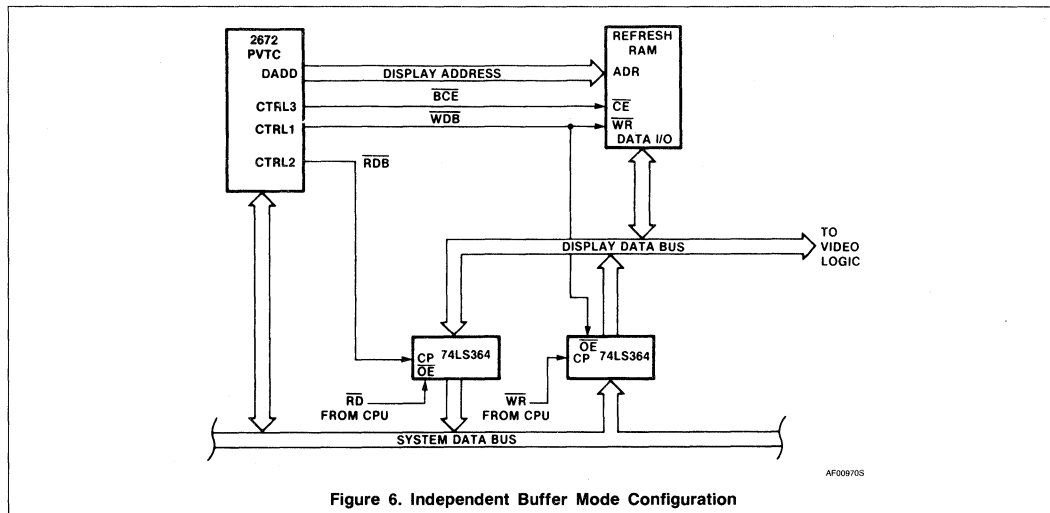 2672
PVTC
DADD
CTRL3
CTRL1
CTRL2
DISPLAY ADDRESS
BCE
WDB
RDB
REFRESH
RAM
ADR
CE
WR
DATA I/O
DISPLAY DATA BUS
TO
VIDEO
LOGIC
CP 74LS364
OE
RD
FROM CPU
OE
CP 74LS364
WR
FROM CPU
SYSTEM DATA BUS
AF00970S
Figure 6. Independent Buffer Mode Configuration